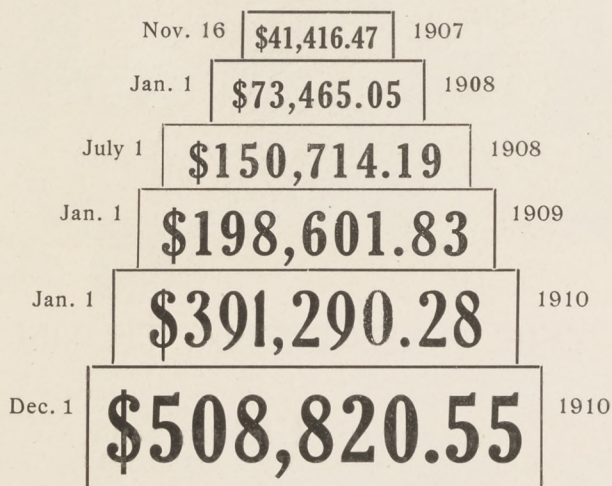 Nov. 16 $41,416.47 1907
Jan. 1 $73,465.05 1908
July 1 $150,714.19 1908
Jan. 1 $198,601.83 1909
Jan. 1 $391,290.28 1910
Dec. 1 $508,820.55 1910